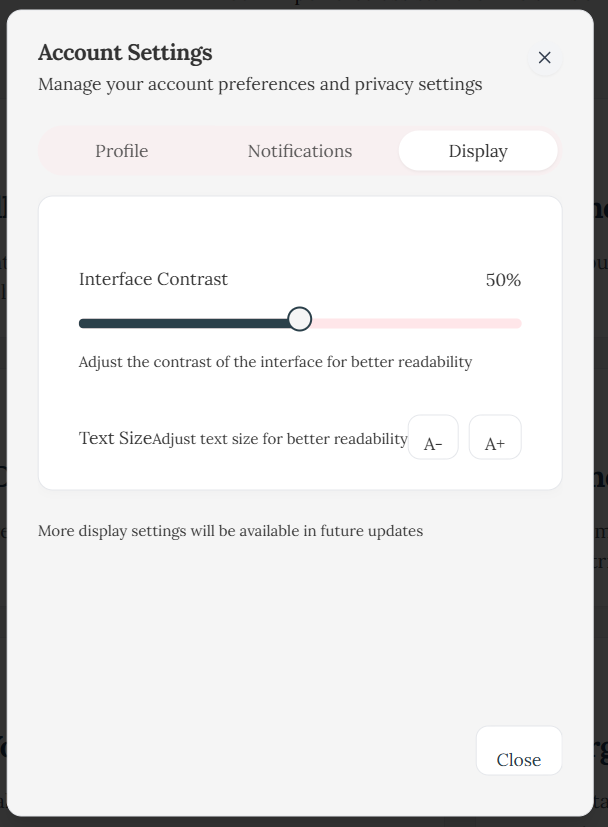 Account Settings
Manage your account preferences and privacy settings
Profile Notifications Display
Interface Contrast 50%
Adjust the contrast of the interface for better readability
Text SizeAdjust text size for better readability A- A+
More display settings will be available in future updates
Close